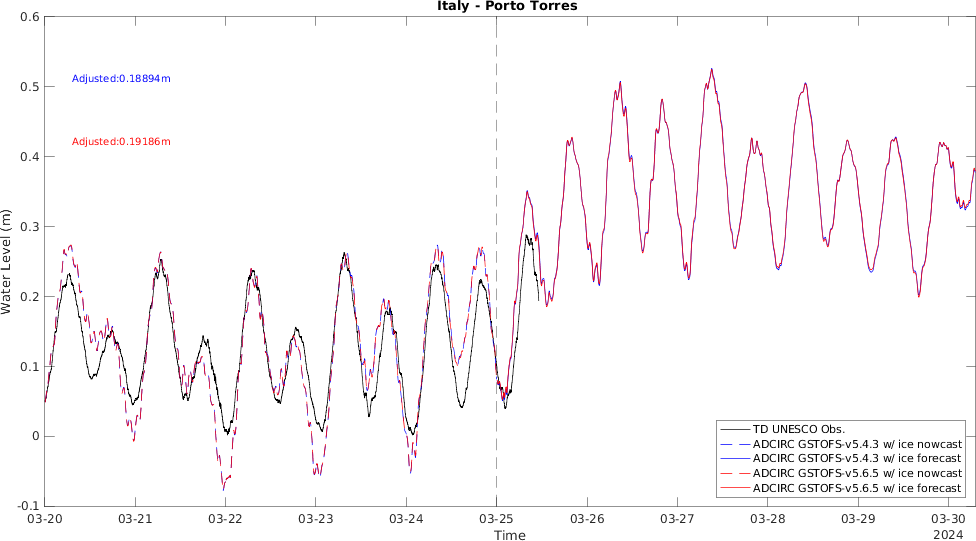 Italy - Porto Torres
0.6
0.5
0.4
0.3
0.2
0.1
0
-0.1
Water Level (m)
Adjusted:0.18894m
Adjusted:0.19186m
TD UNESCO Obs.
ADCIRC GSTOFS-v5.4.3 w/ ice nowcast
ADCIRC GSTOFS-v5.4.3 w/ ice forecast
ADCIRC GSTOFS-v5.6.5 w/ ice nowcast
ADCIRC GSTOFS-v5.6.5 w/ ice forecast
03-20 03-21 03-22 03-23 03-24 03-25 03-26 03-27 03-28 03-29 03-30
Time
2024